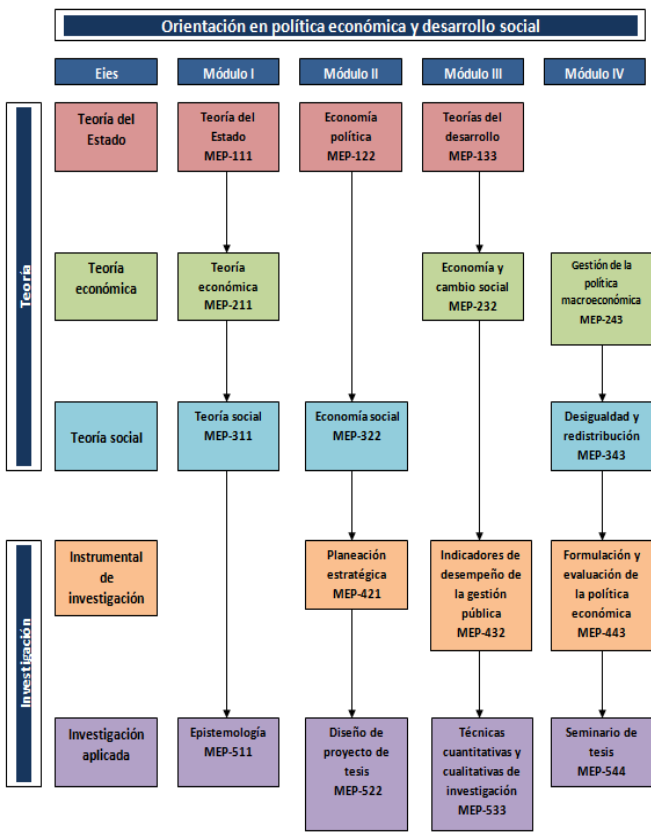 Orientación en política económica y desarrollo social
Ejes
Módulo I
Módulo II
Módulo III
Módulo IV
Teoría
Teoría del
Estado
Teoría del
Estado
MEP-111
Economía
política
MEP-122
Teorías del
desarrollo
MEP-133
Teoría
económica
Teoría
económica
MEP-211
Economía y
cambio social
MEP-232
Gestión de la
política
macroeconómica
MEP-243
Teoría social
Teoría social
MEP-311
Economía social
MEP-322
Desigualdad y
redistribución
MEP-343
Investigación
Instrumental
de
investigación
Planeación
estratégica
MEP-421
Indicadores de
desempeño de
la gestión
pública
MEP-432
Formulación y
evaluación de
la política
económica
MEP-443
Investigación
aplicada
Epistemología
MEP-511
Diseño de
proyecto de
tesis
MEP-522
Técnicas
cuantitativas y
cualitativas de
investigación
MEP-533
Seminario de
tesis
MEP-544